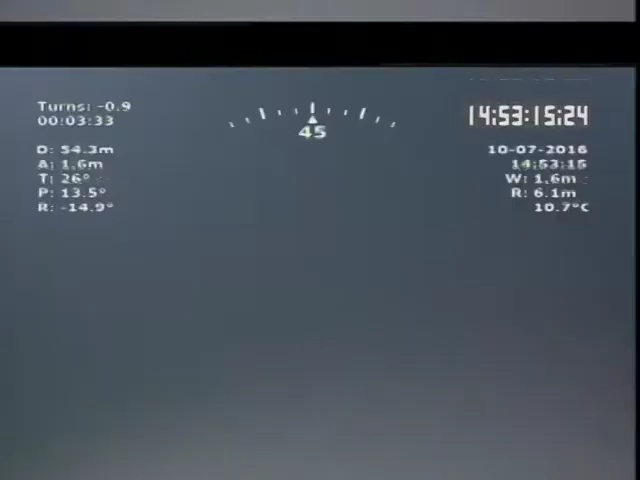 Turns: -0.9
00:03:33
D: 54.3m
A: 1.6m
T: 26°
P: 13.5°
R: -14.9°
45
14:53:15:24
10-07-2016
14:53:15
W: 1.6m
R: 6.1m
10.7°C